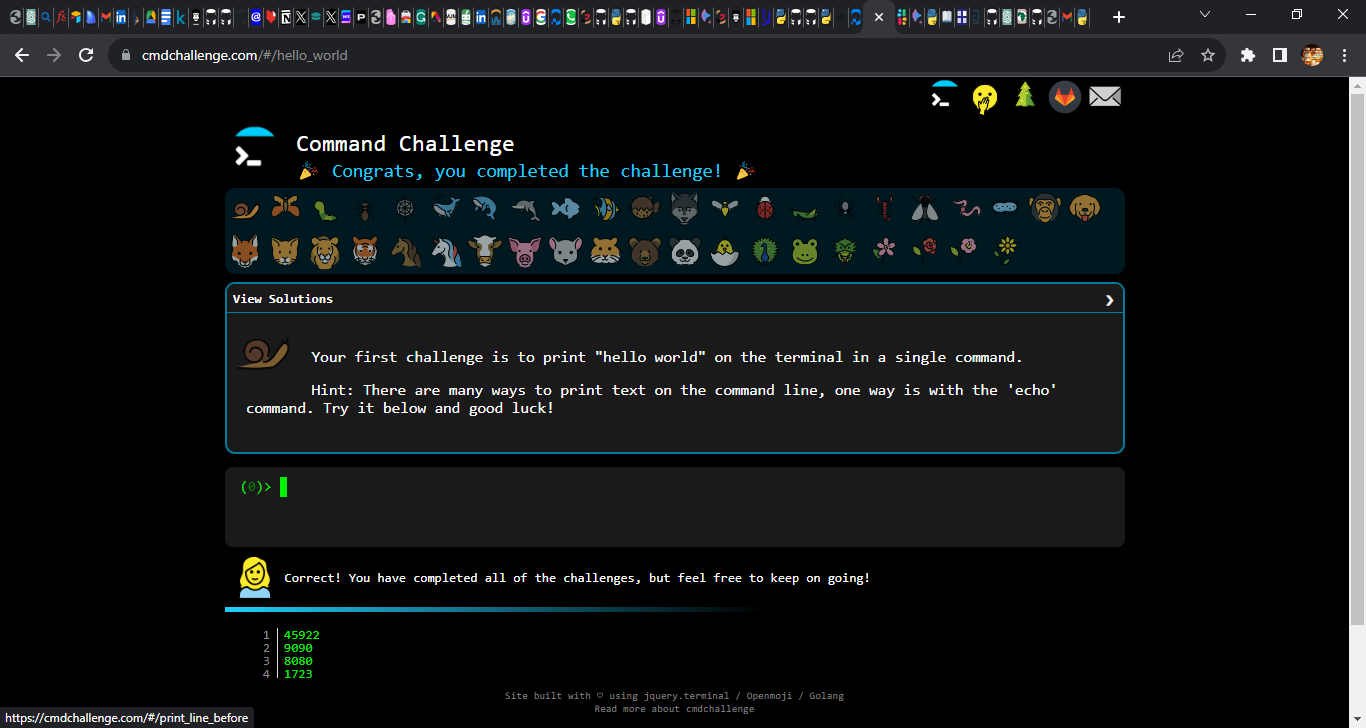 cmdchallenge.com/#/hello_world
Command Challenge
Congrats, you completed the challenge!
View Solutions
Your first challenge is to print "hello world" on the terminal in a single command.
Hint: There are many ways to print text on the command line, one way is with the 'echo'
command. Try it below and good luck!
(0)>
Correct! You have completed all of the challenges, but feel free to keep on going!
1 45922
2 9090
3 8080
4 1723
Site built with ♡ using jquery.terminal / Openmoji / Golang
Read more about cmdchallenge
https://cmdchallenge.com/#/print_line_before